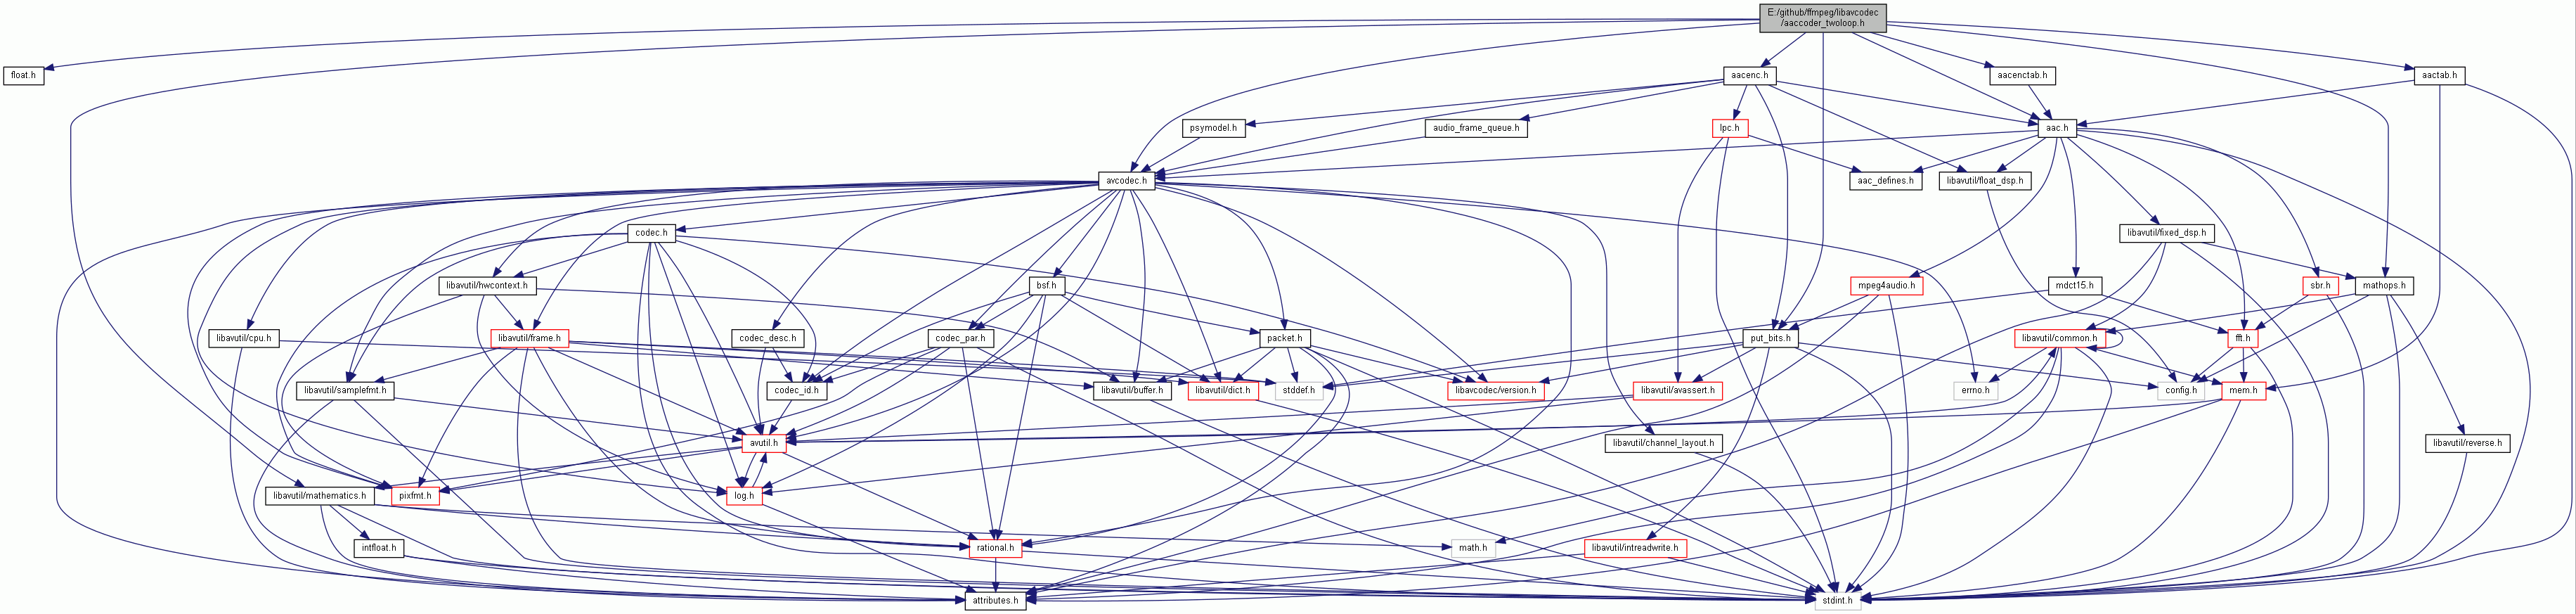 E:/github/ffmpeg/libavcodec
/aaccoder_twoloop.h
float.h
aacenc.h
aacenctab.h
aactab.h
psymodel.h
audio_frame_queue.h
lpc.h
aac.h
avcodec.h
aac_defines.h
libavutil/float_dsp.h
codec.h
libavutil/fixed_dsp.h
libavutil/hwcontext.h
bsf.h
mpeg4audio.h
mdct15.h
sbr.h
mathops.h
libavutil/cpu.h
libavutil/frame.h
codec_desc.h
codec_par.h
packet.h
put_bits.h
libavutil/common.h
fft.h
libavutil/samplefmt.h
codec_id.h
libavutil/buffer.h
libavutil/dict.h
stddef.h
libavcodec/version.h
libavutil/avassert.h
errno.h
config.h
mem.h
avutil.h
libavutil/channel_layout.h
libavutil/reverse.h
libavutil/mathematics.h
pixfmt.h
log.h
intfloat.h
rational.h
math.h
libavutil/intreadwrite.h
attributes.h
stdint.h